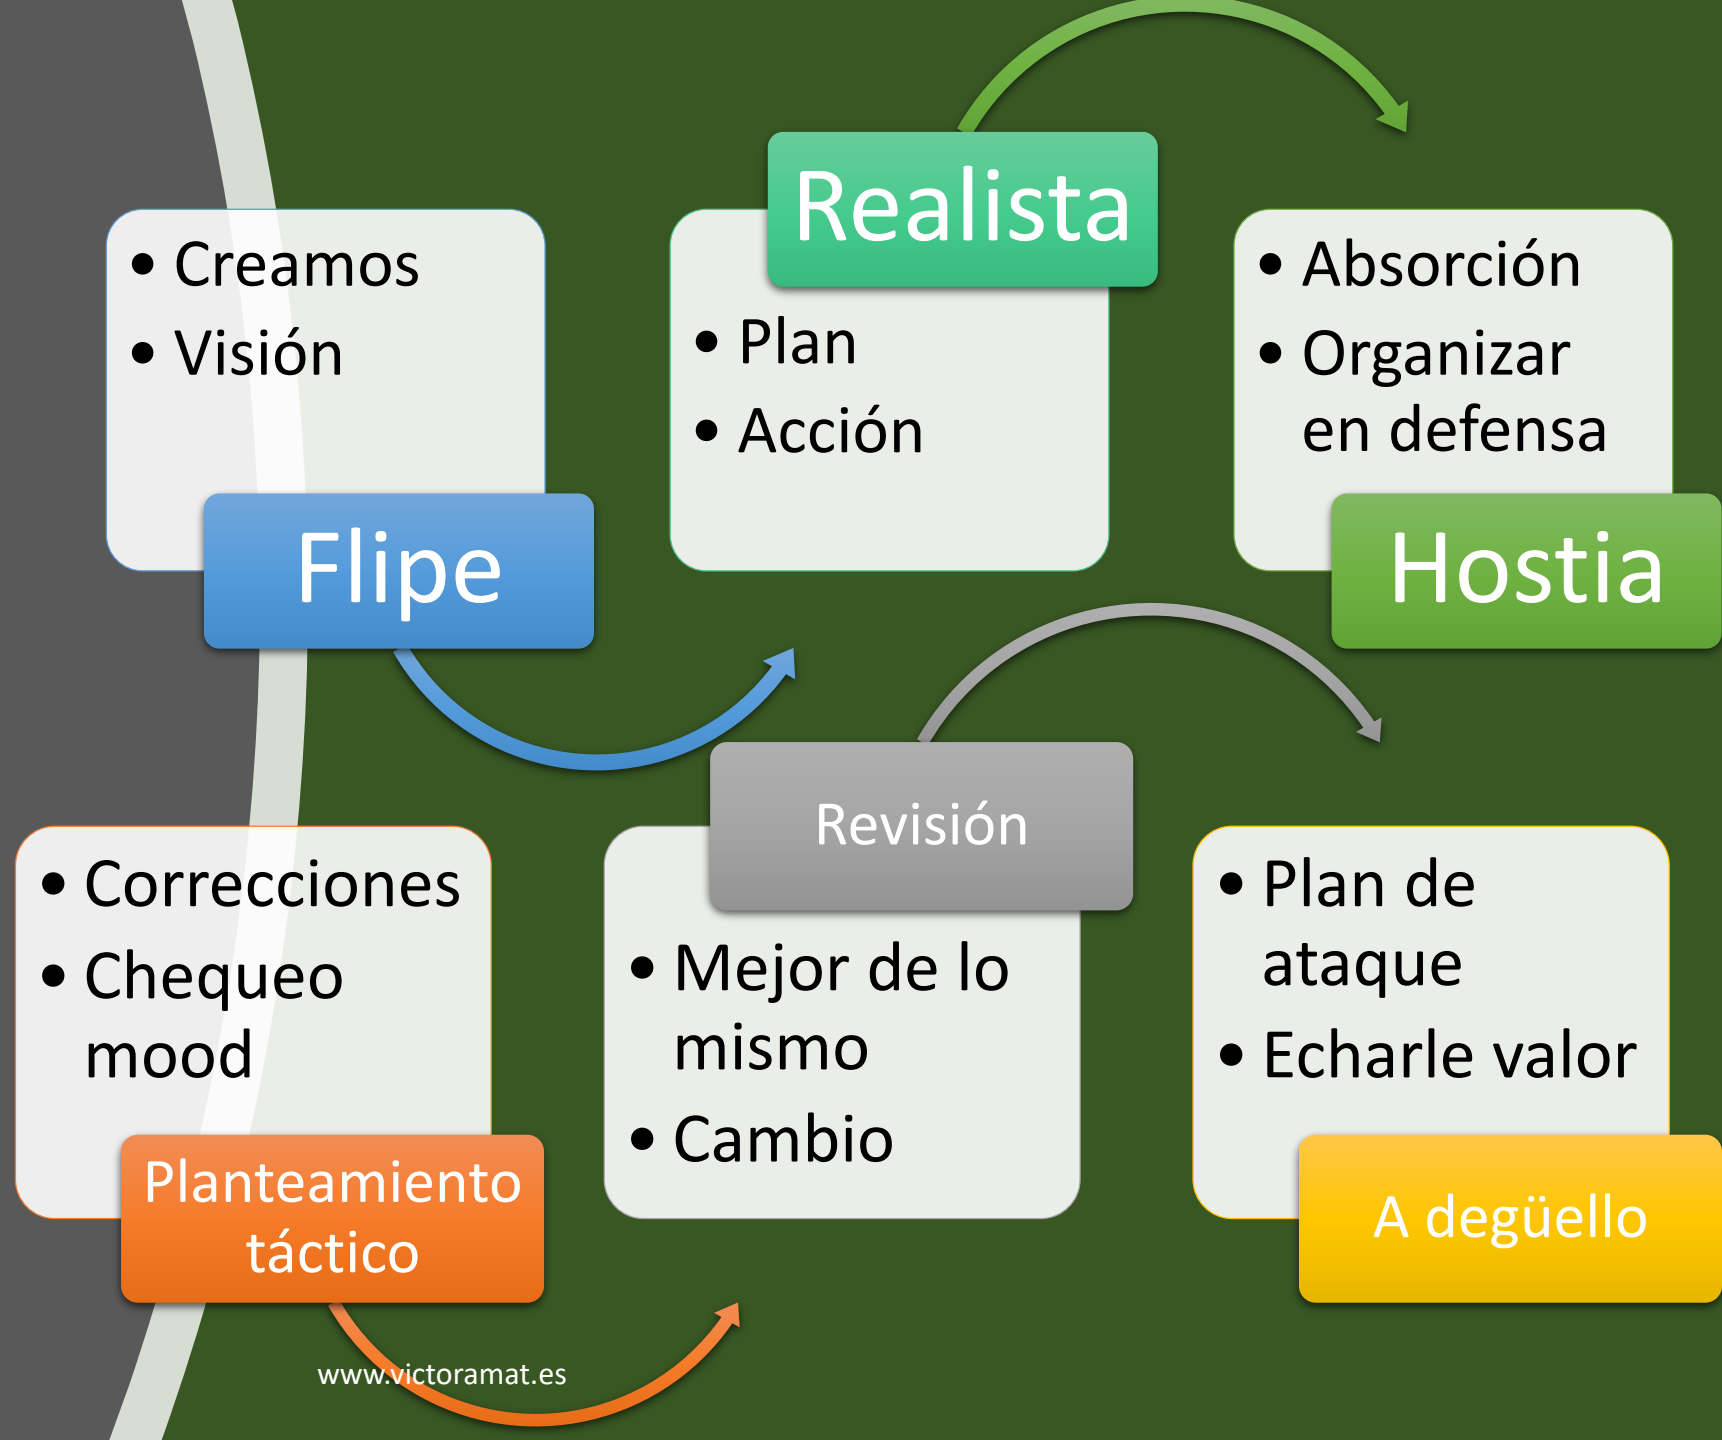 • Creamos
• Visión
Flipe
Realista
• Plan
• Acción
• Absorción
• Organizar
en defensa
Hostia
• Correcciones
• Chequeo
mood
Planteamiento
táctico
Revisión
• Mejor de lo
mismo
• Cambio
• Plan de
ataque
• Echarle valor
A degüello
www.victoramat.es